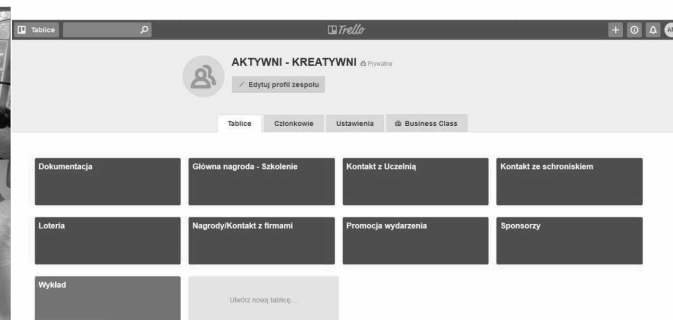 Tablice
Trello
AKTYWNI - KREATYWNI Prywatne
Edytuj profil zespołu
Tablice Członkowie Ustawienia Business Class
Dokumentacja Główna nagroda - Szkolenie Kontakt z Uczelnią Kontakt ze schroniskiem
Loteria Nagrody/Kontakt z firmami Promocja wydarzenia Sponsorzy
Wykład Utwórz nową tablicę...